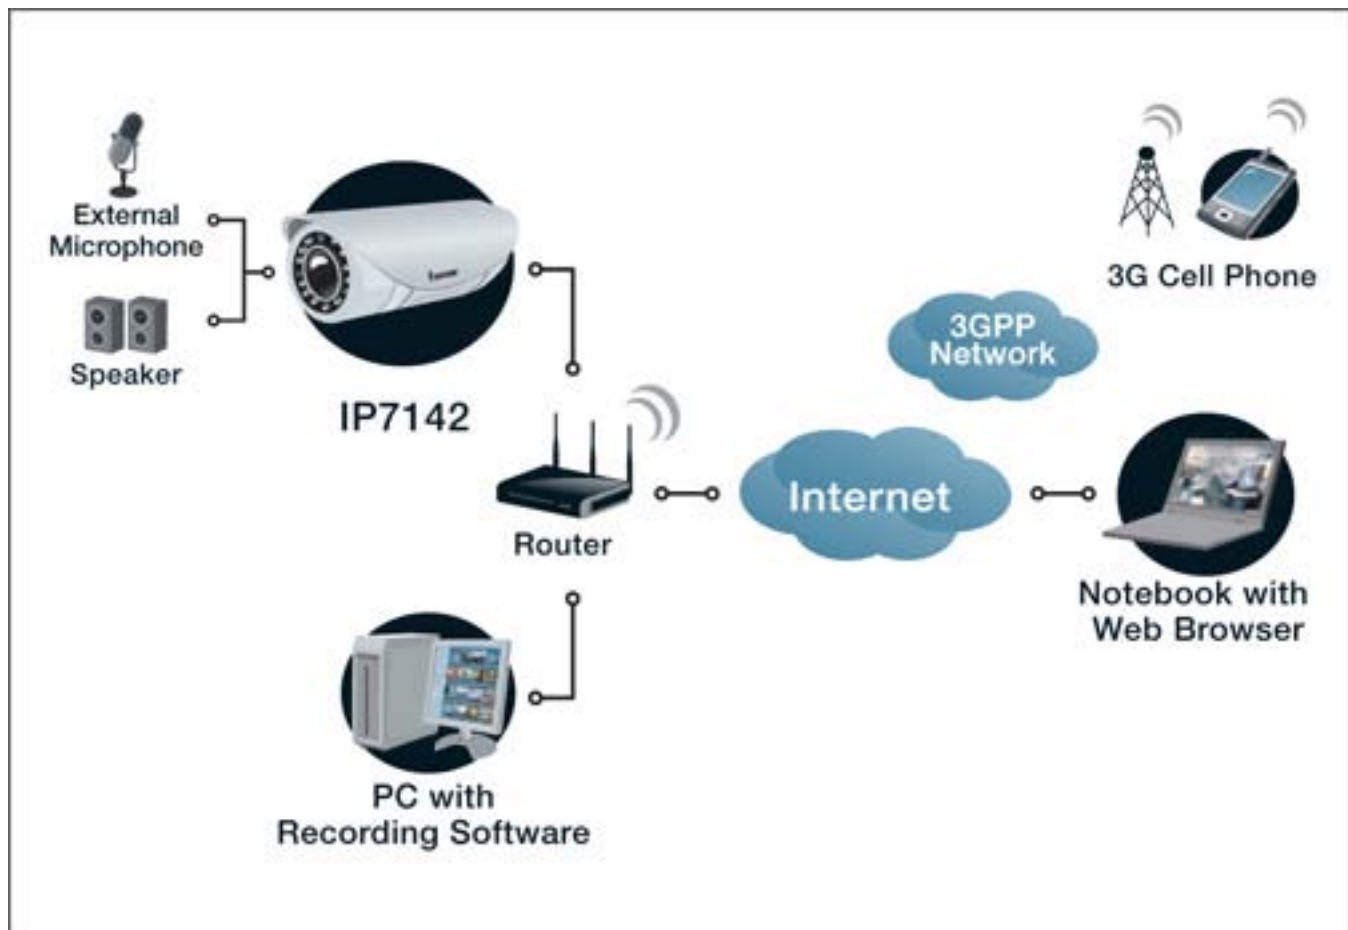 External
Microphone
Speaker
IP7142
Router
PC with
Recording Software
Internet
3GPP
Network
3G Cell Phone
Notebook with
Web Browser